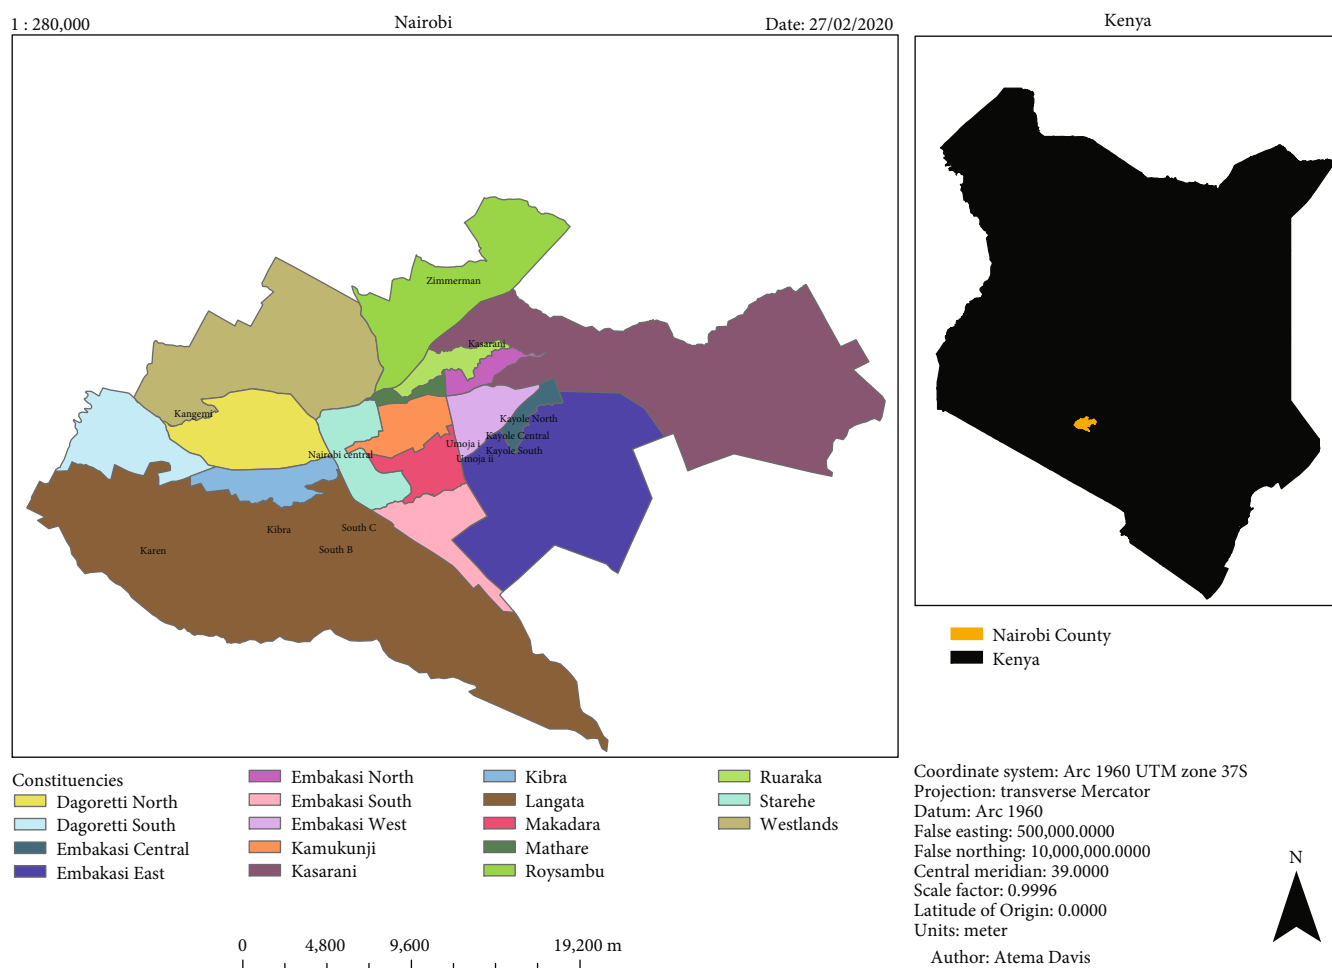 1 : 280,000
Nairobi
Date: 27/02/2020
Kenya
Zimmerman
Kasarani
Kangemi
Kayole North
Kayole Central
Umoja i
Kayole South
Nairobi central
Umoja ii
South C
Kibra
South B
Karen
Nairobi County
Kenya
Constituencies
Dagoretti North
Dagoretti South
Embakasi Central
Embakasi East
Embakasi North
Embakasi South
Embakasi West
Kamukunji
Kasarani
Kibra
Langata
Makadara
Mathare
Roysambu
Ruaraka
Starehe
Westlands
Coordinate system: Arc 1960 UTM zone 37S
Projection: transverse Mercator
Datum: Arc 1960
False easting: 500,000.0000
False northing: 10,000,000.0000
Central meridian: 39.0000
Scale factor: 0.9996
Latitude of Origin: 0.0000
Units: meter
Author: Atema Davis
N
0 4,800 9,600 19,200 m